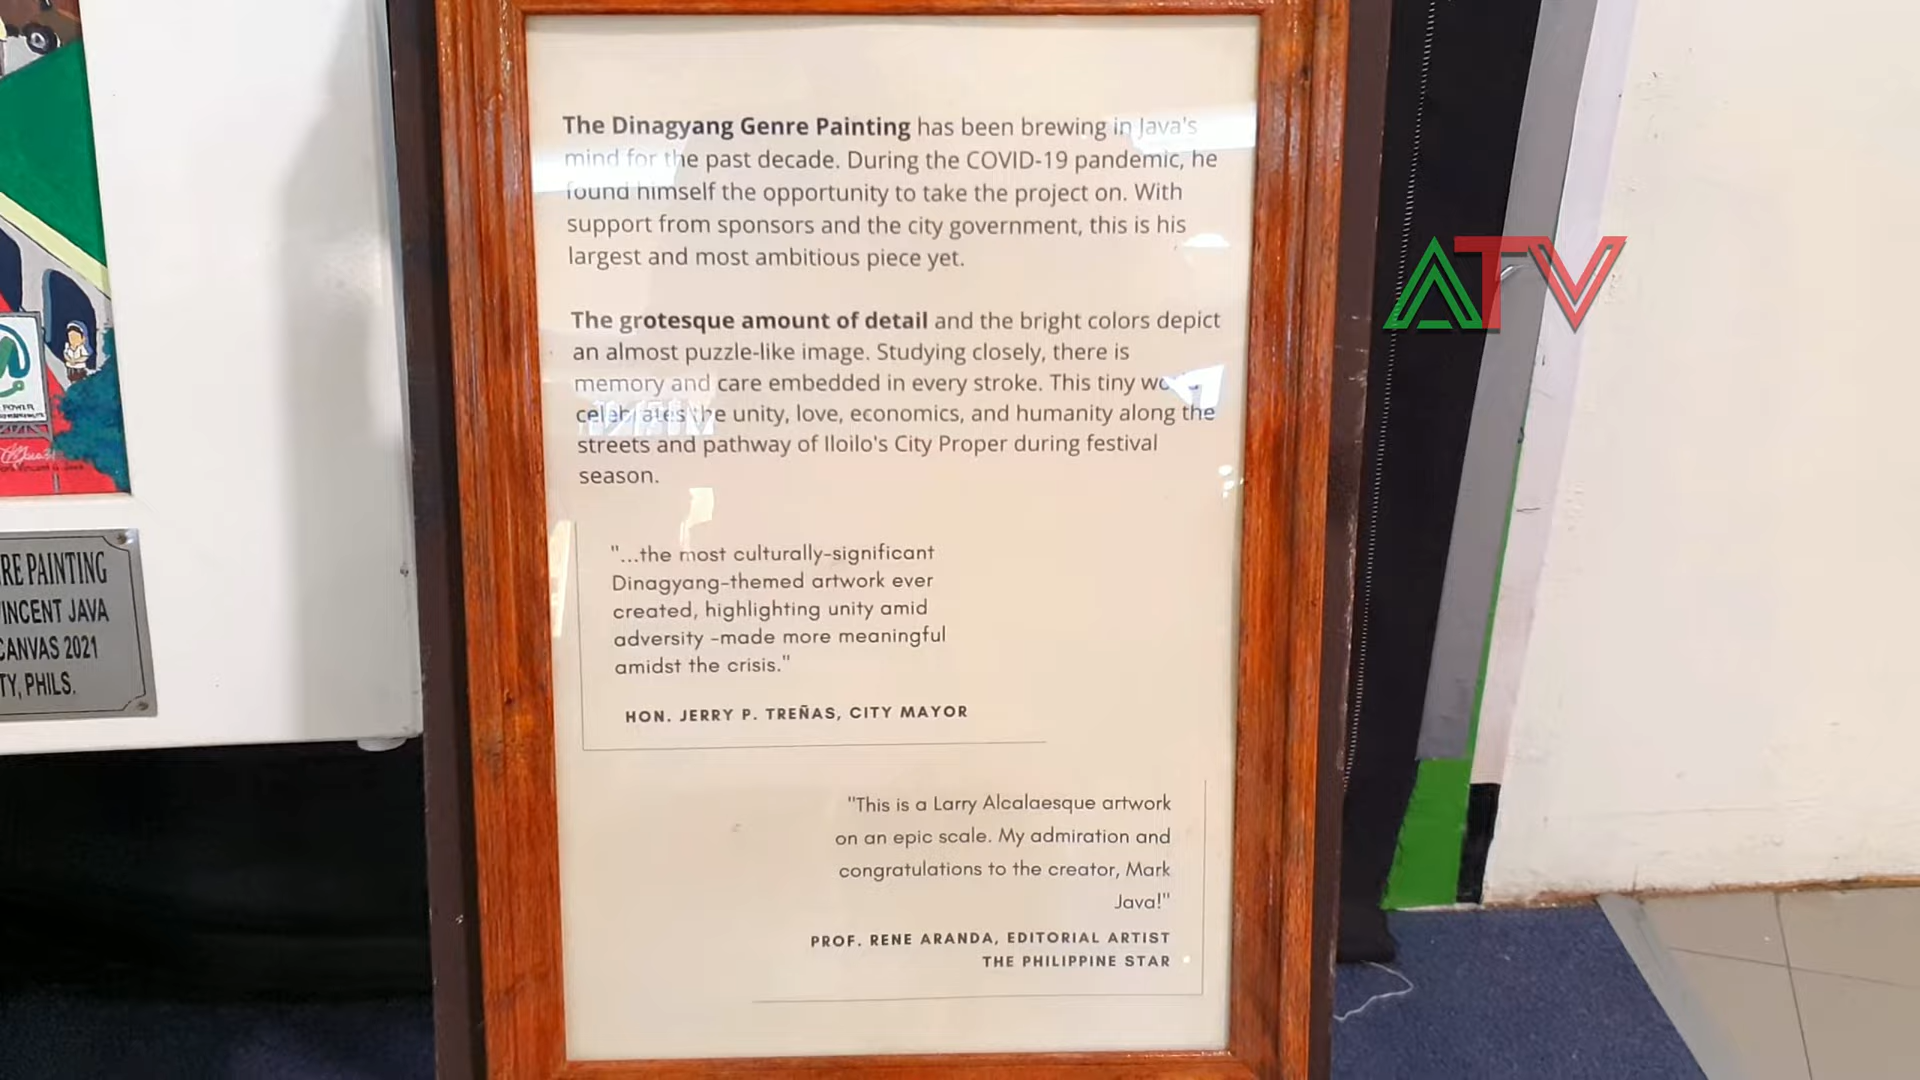 The Dinagyang Genre Painting has been brewing in Java's
mind for the past decade. During the COVID-19 pandemic, he
found himself the opportunity to take the project on. With
support from sponsors and the city government, this is his
largest and most ambitious piece yet.
The grotesque amount of detail and the bright colors depict
an almost puzzle-like image. Studying closely, there is
memory and care embedded in every stroke. This tiny
celebrates the unity, love, economics, and humanity along the
streets and pathway of Iloilo's City Proper during festival
season.
"...the most culturally-significant
Dinagyang-themed artwork ever
created, highlighting unity amid
adversity -made more meaningful
amidst the crisis."
HON. JERRY P. TREÑAS, CITY MAYOR
"This is a Larry Alcalaesque artwork
on an epic scale. My admiration and
congratulations to the creator, Mark
Java!"
PROF. RENE ARANDA, EDITORIAL ARTIST
THE PHILIPPINE STAR
ATV
POWER
RE PAINTING
VINCENT JAVA
CANVAS 2021
TY, PHILS.